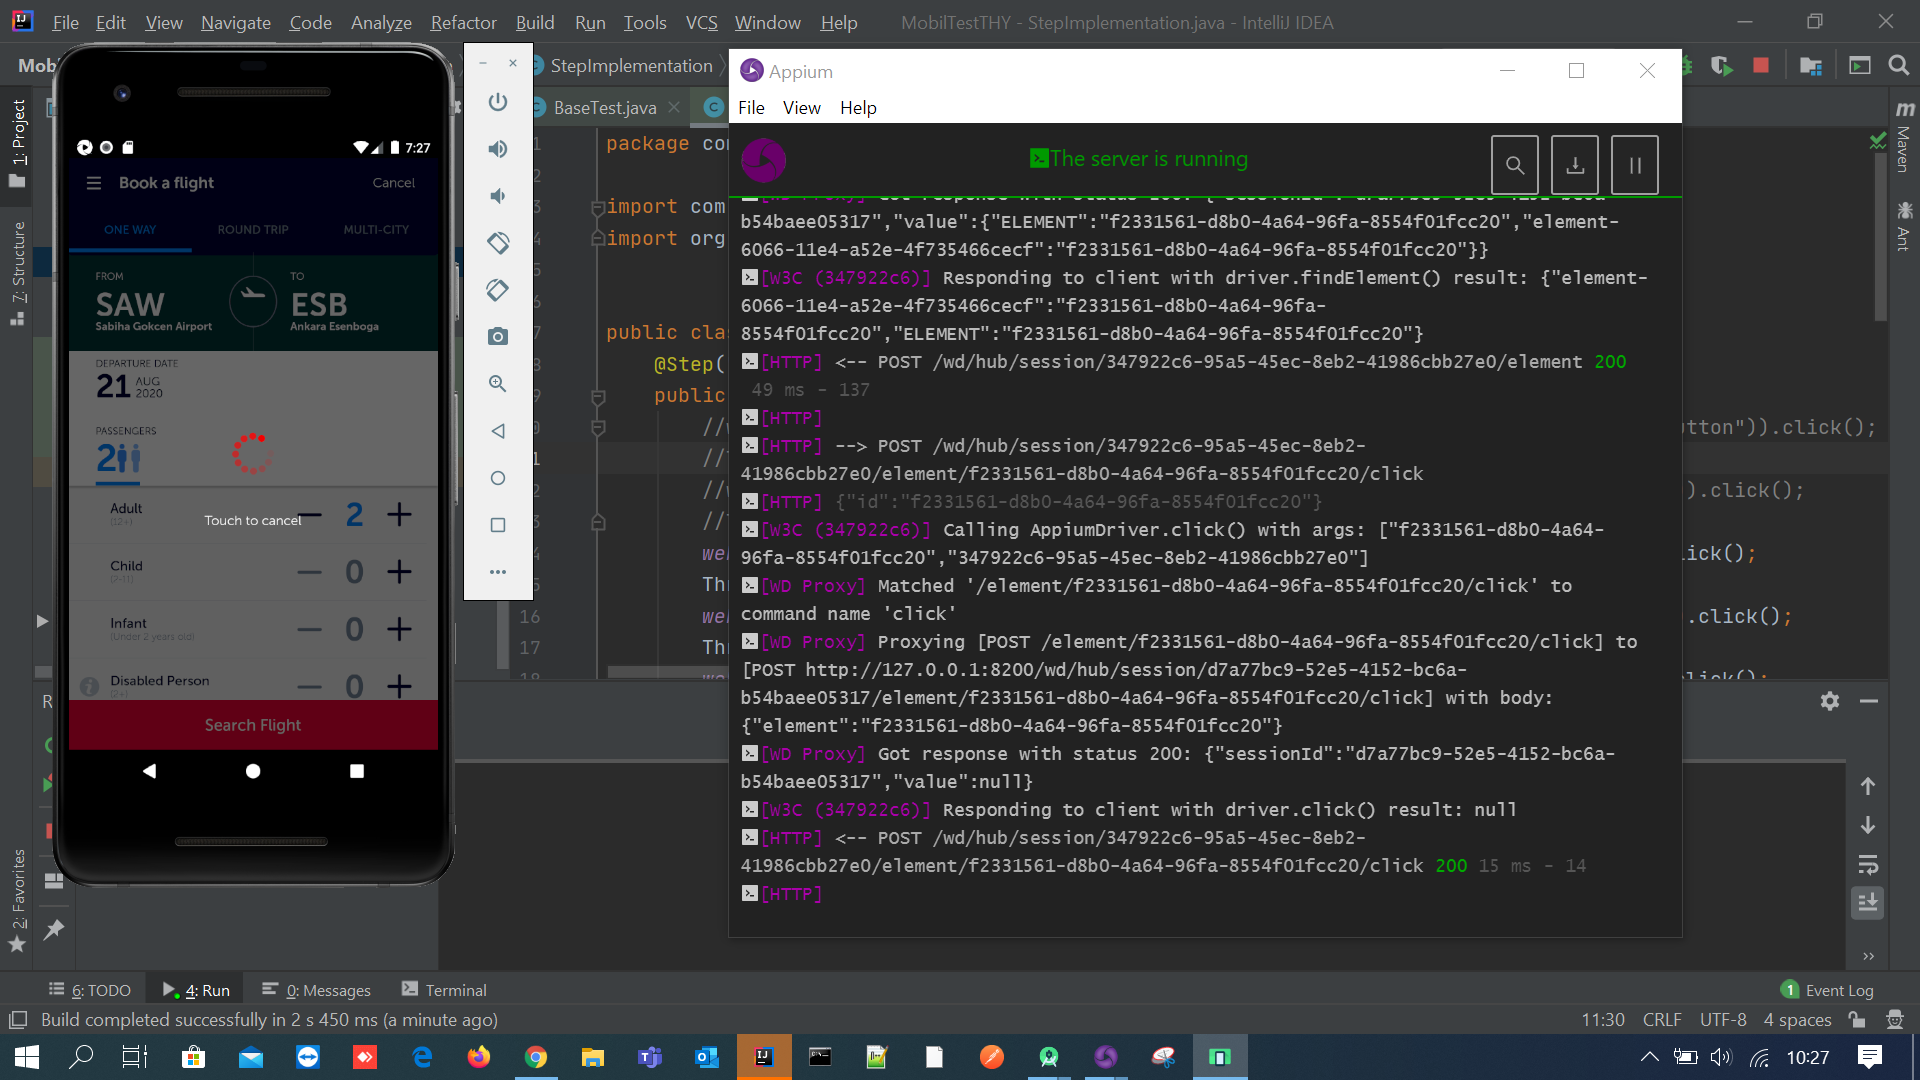 File Edit View Navigate Code Analyze Refactor Build Run Tools VCS Window Help MobilTestTHY - StepImplementation.java - IntelliJ IDEA
StepImplementation
BaseTest.java
1: Project
7: Structure
2: Favorites
Maven
Ant
7:27
Book a flight
Cancel
ONE WAY ROUND TRIP MULTI-CITY
FROM TO
SAW ESB
Sabiha Gokcen Airport Ankara Esenboga
DEPARTURE DATE
21 AUG 2020
PASSENGERS
2
Adult 2
(12+)
Touch to cancel
Child 0
(2-11)
Infant 0
(Under 2 years old)
Disabled Person 0
(2+)
Search Flight
import com
import org
@Step(
public
16
17
Appium
File View Help
The server is running
b54baee05317","value":{"ELEMENT":"f2331561-d8b0-4a64-96fa-8554f01fcc20","element-
6066-11e4-a52e-4f735466cecf":"f2331561-d8b0-4a64-96fa-8554f01fcc20"}}
[W3C (347922c6)] Responding to client with driver.findElement() result: {"element-
6066-11e4-a52e-4f735466cecf":"f2331561-d8b0-4a64-96fa-
8554f01fcc20","ELEMENT":"f2331561-d8b0-4a64-96fa-8554f01fcc20"}
[HTTP] <-- POST /wd/hub/session/347922c6-95a5-45ec-8eb2-41986cbb27e0/element 200
49 ms - 137
[HTTP]
[HTTP] --> POST /wd/hub/session/347922c6-95a5-45ec-8eb2-
41986cbb27e0/element/f2331561-d8b0-4a64-96fa-8554f01fcc20/click
[HTTP] {"id":"f2331561-d8b0-4a64-96fa-8554f01fcc20"}
[W3C (347922c6)] Calling AppiumDriver.click() with args: ["f2331561-d8b0-4a64-
96fa-8554f01fcc20","347922c6-95a5-45ec-8eb2-41986cbb27e0"]
[WD Proxy] Matched '/element/f2331561-d8b0-4a64-96fa-8554f01fcc20/click' to
command name 'click'
[WD Proxy] Proxying [POST /element/f2331561-d8b0-4a64-96fa-8554f01fcc20/click] to
[POST http://127.0.0.1:8200/wd/hub/session/d7a77bc9-52e5-4152-bc6a-
b54baee05317/element/f2331561-d8b0-4a64-96fa-8554f01fcc20/click] with body:
{"element":"f2331561-d8b0-4a64-96fa-8554f01fcc20"}
[WD Proxy] Got response with status 200: {"sessionId":"d7a77bc9-52e5-4152-bc6a-
b54baee05317","value":null}
[W3C (347922c6)] Responding to client with driver.click() result: null
[HTTP] <-- POST /wd/hub/session/347922c6-95a5-45ec-8eb2-
41986cbb27e0/element/f2331561-d8b0-4a64-96fa-8554f01fcc20/click 200 15 ms - 14
[HTTP]
tton")).click();
).click();
ick();
.click();
6: TODO 4: Run 0: Messages Terminal 1 Event Log
Build completed successfully in 2 s 450 ms (a minute ago) 11:30 CRLF UTF-8 4 spaces
10:27